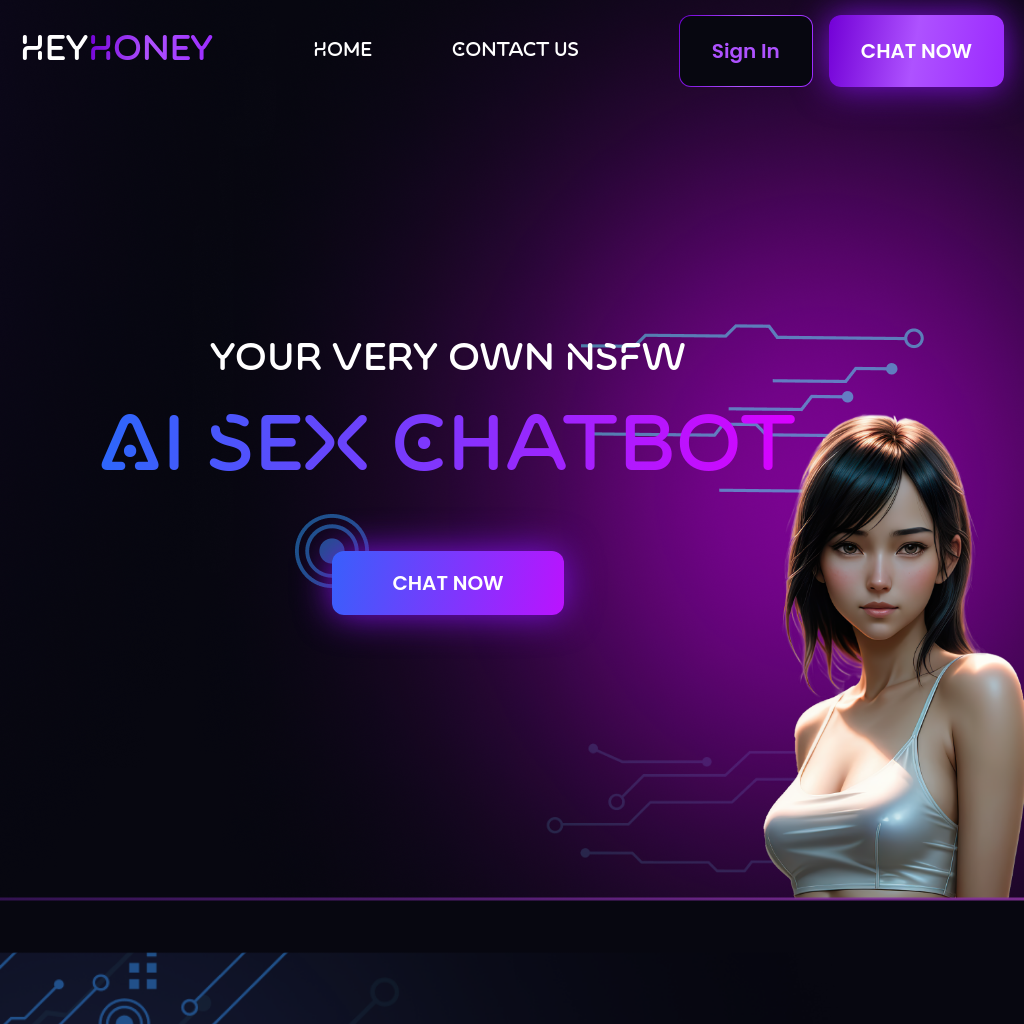 HEYHONEY
HOME
CONTACT US
Sign In
CHAT NOW
YOUR VERY OWN NSFW
AI SEX CHATBOT
CHAT NOW